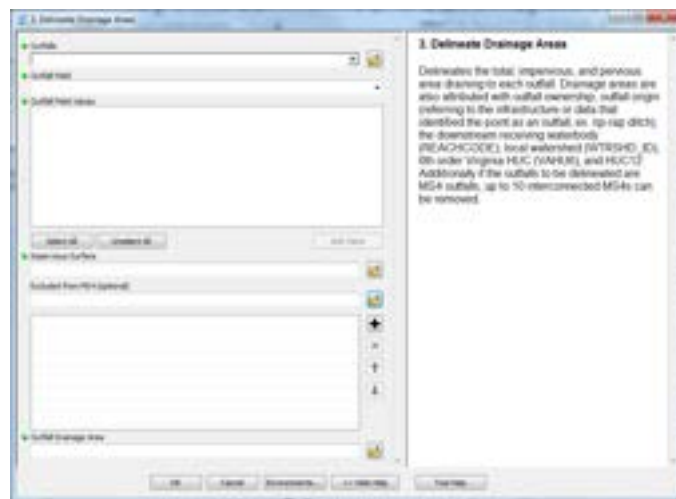 3. Delineate Drainage Areas
Outfalls
Outfall Field
Outfall Field Values
Select All
Unselect All
Add Value
Impervious Surface
Excluded from MS4 (optional)
Outfall Drainage Area
OK
Cancel
Environments...
<< Hide Help
Tool Help
3. Delineate Drainage Areas
Delineates the total, impervious, and pervious
area draining to each outfall. Drainage areas are
also attributed with outfall ownership, outfall origin
(referring to the infrastructure or data that
identified the point as an outfall, ex. rip-rap ditch),
the downstream receiving waterbody
(REACHCODE), local watershed (WTRSHD_ID),
6th order Virginia HUC (VAHU6), and HUC12.
Additionally if the outfalls to be delineated are
MS4 outfalls, up to 10 interconnected MS4s can
be removed.